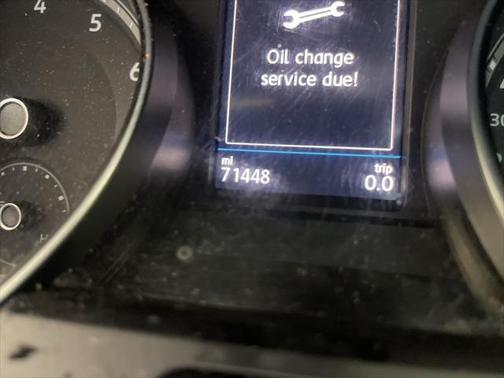 4
5
6
Oil change
service due!
mi
trip
71448
0.0
30
H